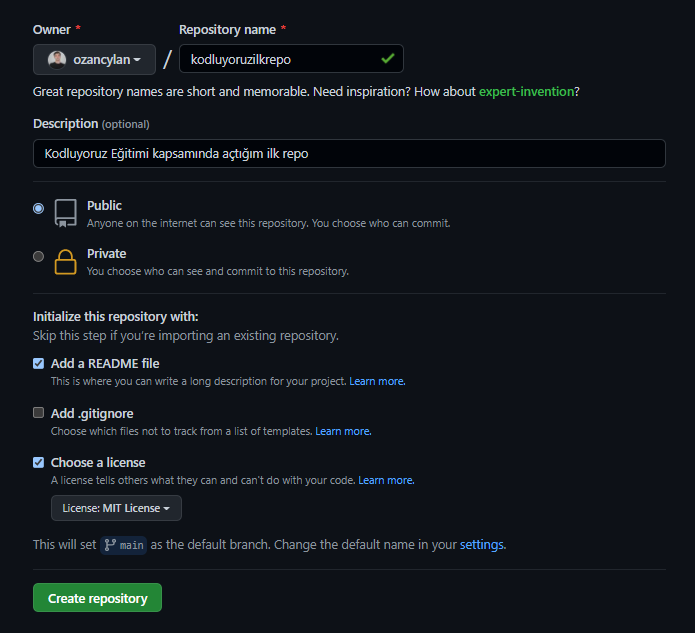 Owner * Repository name *
ozancylan / kodluyoruzilkrepo
Great repository names are short and memorable. Need inspiration? How about expert-invention?
Description (optional)
Kodluyoruz Eğitimi kapsamında açtığım ilk repo
Public
Anyone on the internet can see this repository. You choose who can commit.
Private
You choose who can see and commit to this repository.
Initialize this repository with:
Skip this step if you’re importing an existing repository.
Add a README file
This is where you can write a long description for your project. Learn more.
Add .gitignore
Choose which files not to track from a list of templates. Learn more.
Choose a license
A license tells others what they can and can't do with your code. Learn more.
License: MIT License
This will set main as the default branch. Change the default name in your settings.
Create repository